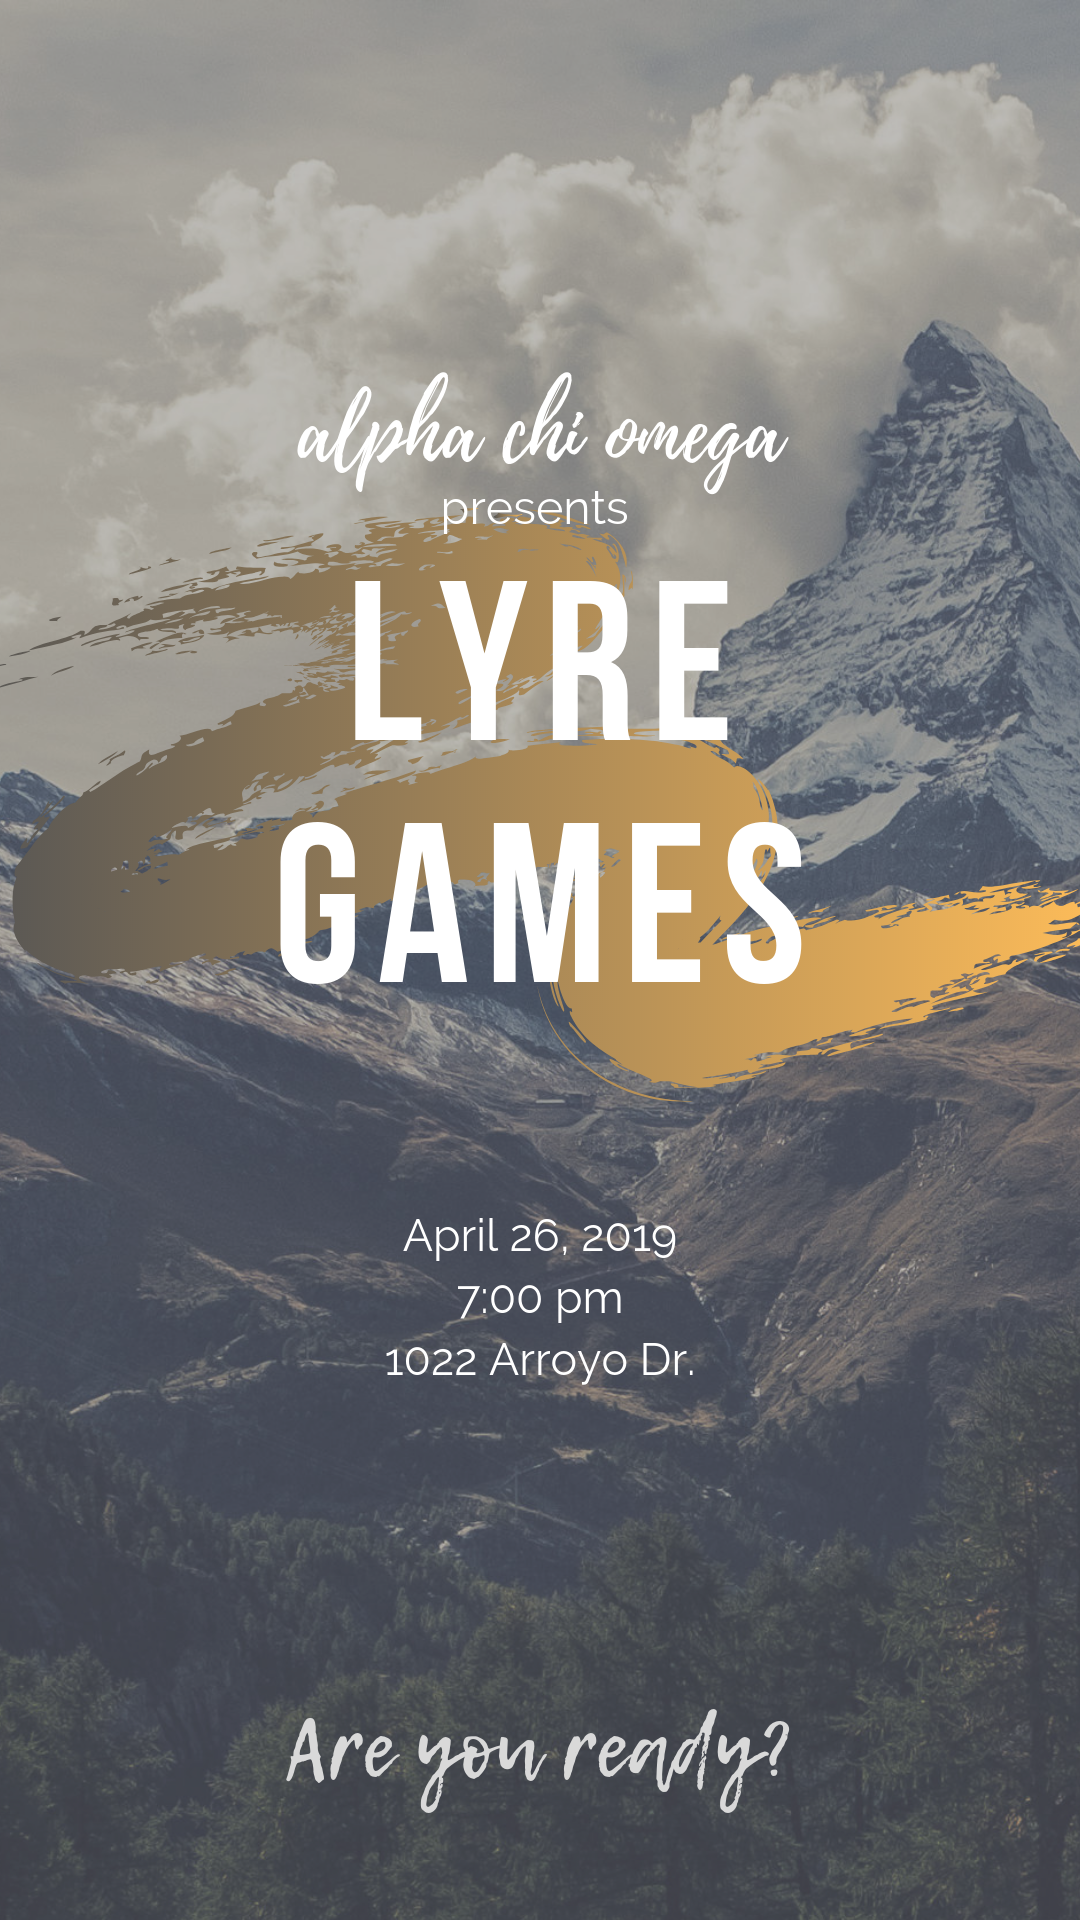 alpha chi omega
presents
LYRE
GAMES
April 26, 2019
7:00 pm
1022 Arroyo Dr.
Are you ready?